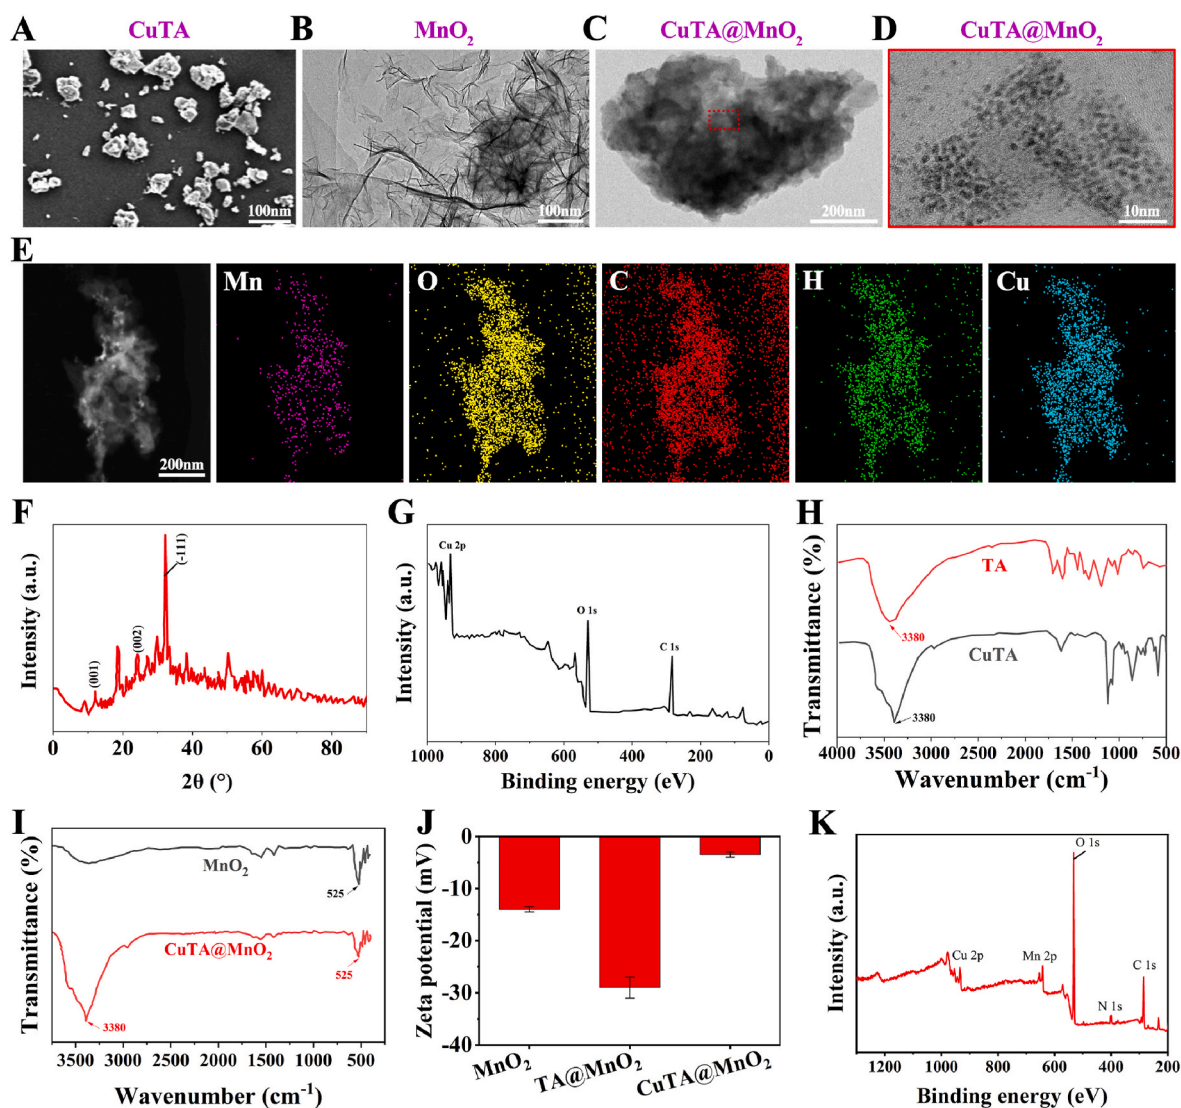 A CuTA
B MnO2
C CuTA@MnO2
D CuTA@MnO2
100nm
100nm
200nm
10nm
E
Mn
O
C
H
Cu
200nm
F
Intensity (a.u.)
(001)
(002)
(-111)
0 20 40 60 80
2θ (°)
G
Intensity (a.u.)
Cu 2p
O 1s
C 1s
1000 800 600 400 200 0
Binding energy (eV)
H
Transmittance (%)
TA
3380
CuTA
3380
4000 3500 3000 2500 2000 1500 1000 500
Wavenumber (cm-1)
I
Transmittance (%)
MnO2
525
CuTA@MnO2
525
3380
3500 3000 2500 2000 1500 1000 500
Wavenumber (cm-1)
J
Zeta potential (mV)
0
-10
-20
-30
-40
MnO2
TA@MnO2
CuTA@MnO2
K
Intensity (a.u.)
O 1s
Cu 2p
Mn 2p
C 1s
N 1s
1200 1000 800 600 400 200
Binding energy (eV)